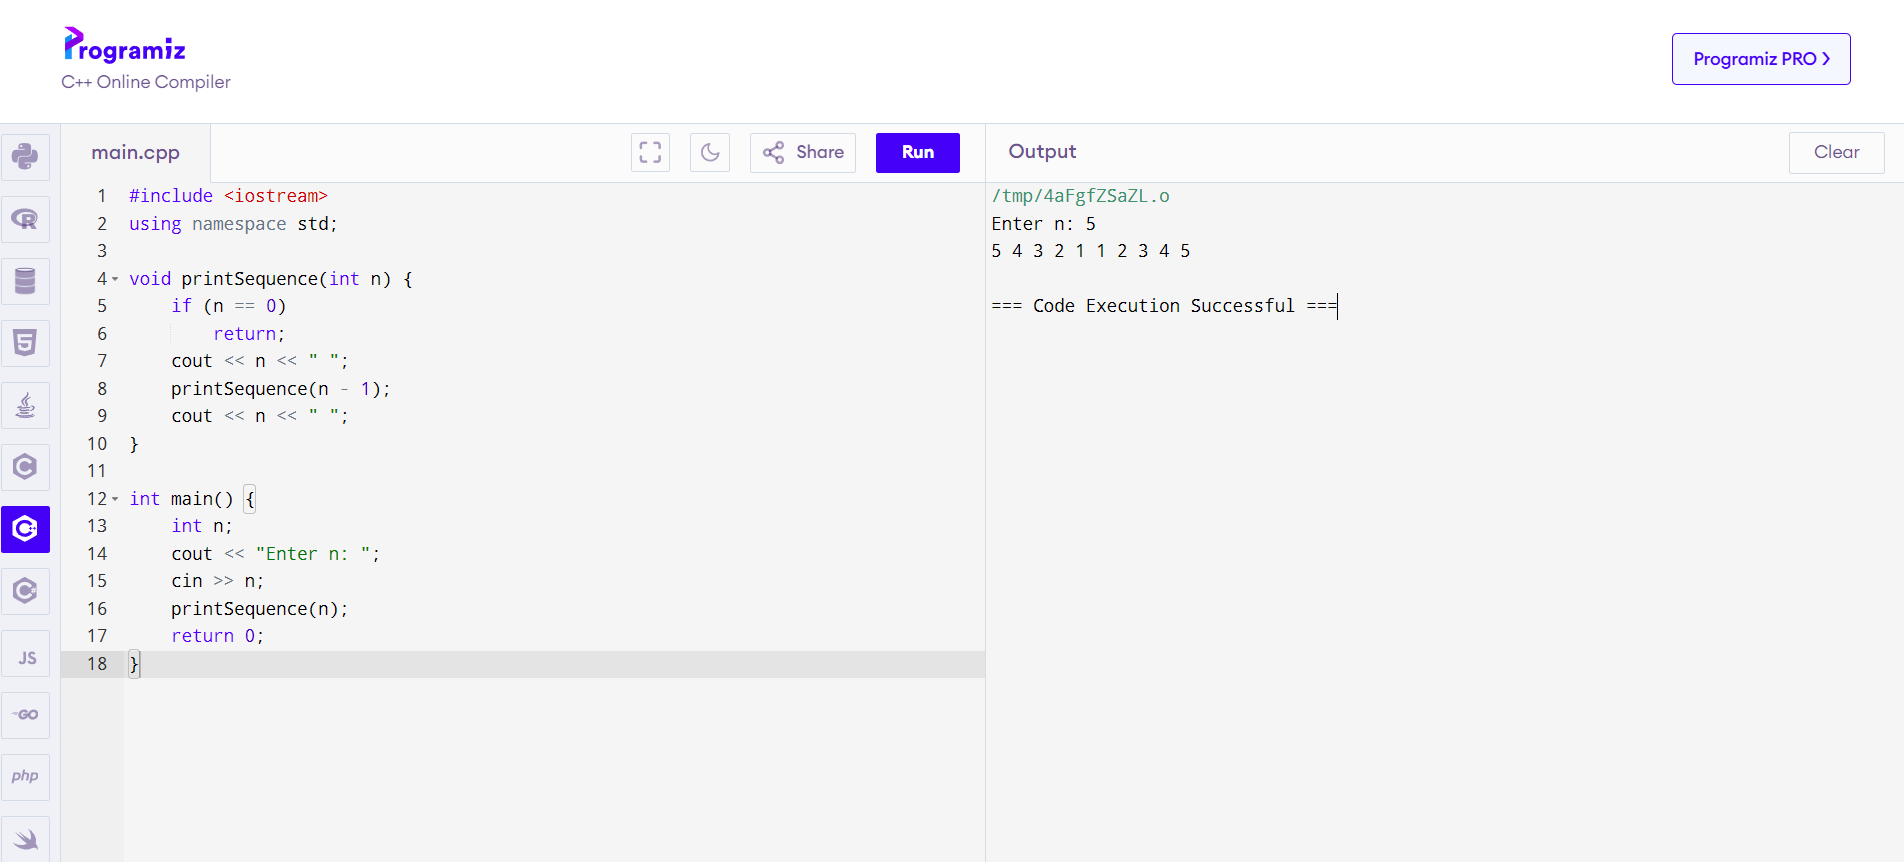 Programiz
C++ Online Compiler
Programiz PRO ❯
main.cpp
Share
Run
Output
Clear
1 #include <iostream>
2 using namespace std;
3
4 void printSequence(int n) {
5     if (n == 0)
6         return;
7     cout << n << " ";
8     printSequence(n - 1);
9     cout << n << " ";
10 }
11
12 int main() {
13     int n;
14     cout << "Enter n: ";
15     cin >> n;
16     printSequence(n);
17     return 0;
18 }
/tmp/4aFgfZSaZL.o
Enter n: 5
5 4 3 2 1 1 2 3 4 5
=== Code Execution Successful ===
R
5
C
C++
C#
JS
GO
php